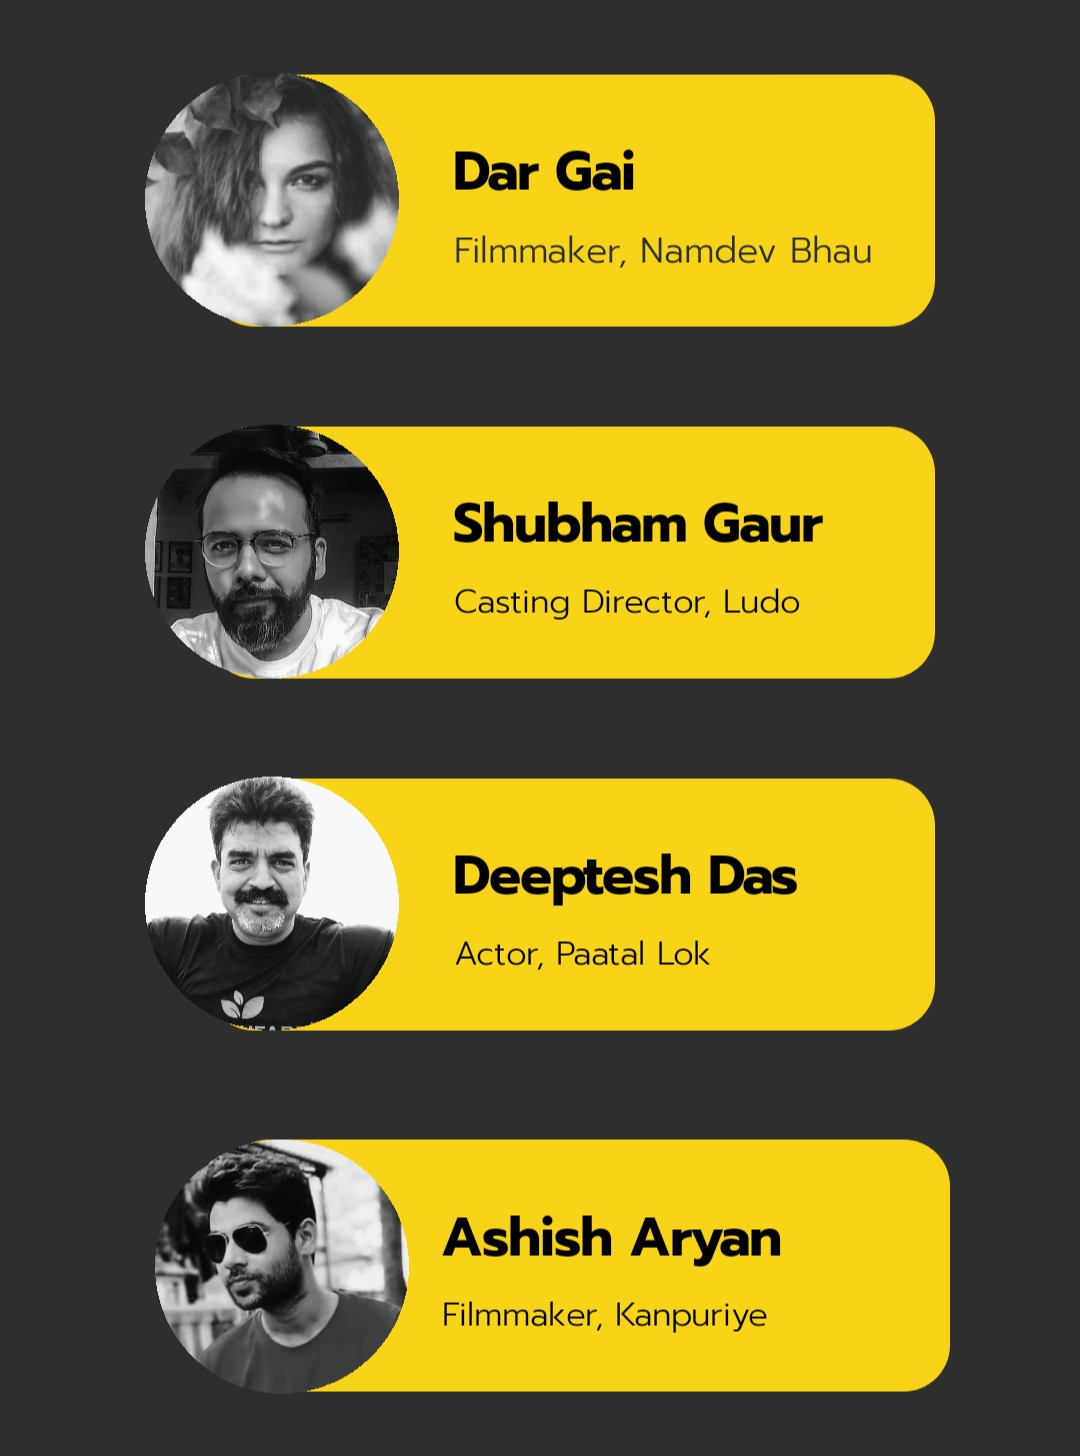 Dar Gai
Filmmaker, Namdev Bhau
Shubham Gaur
Casting Director, Ludo
Deeptesh Das
Actor, Paatal Lok
Ashish Aryan
Filmmaker, Kanpuriye